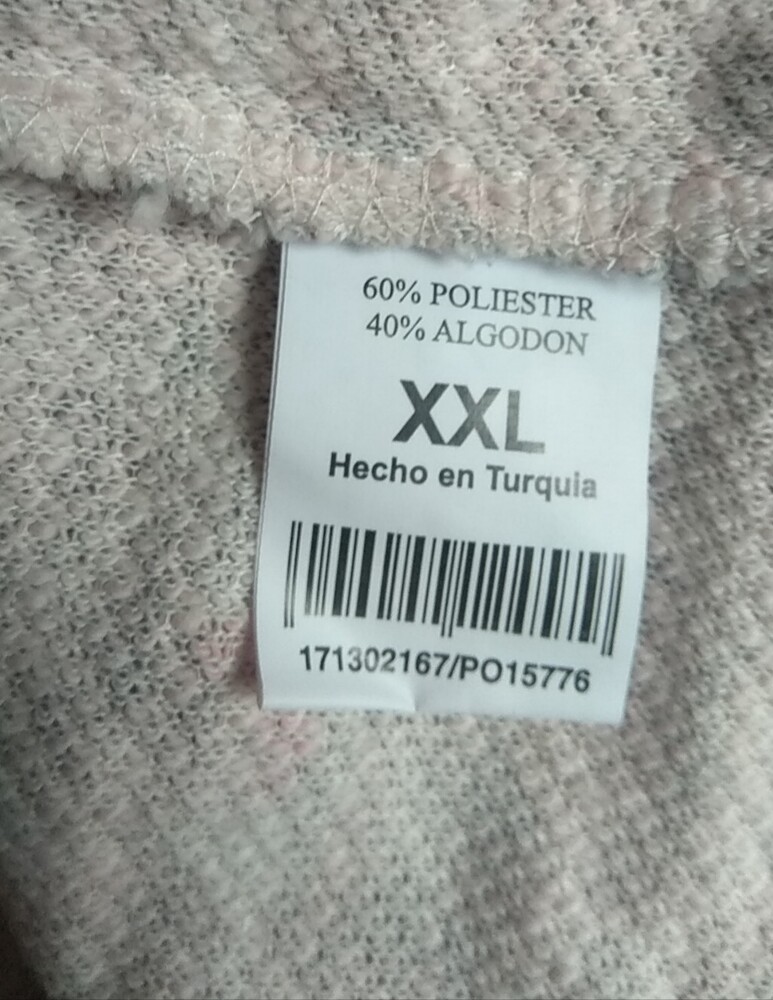 60% POLIESTER
40% ALGODON
XXL
Hecho en Turquia
171302167/PO15776